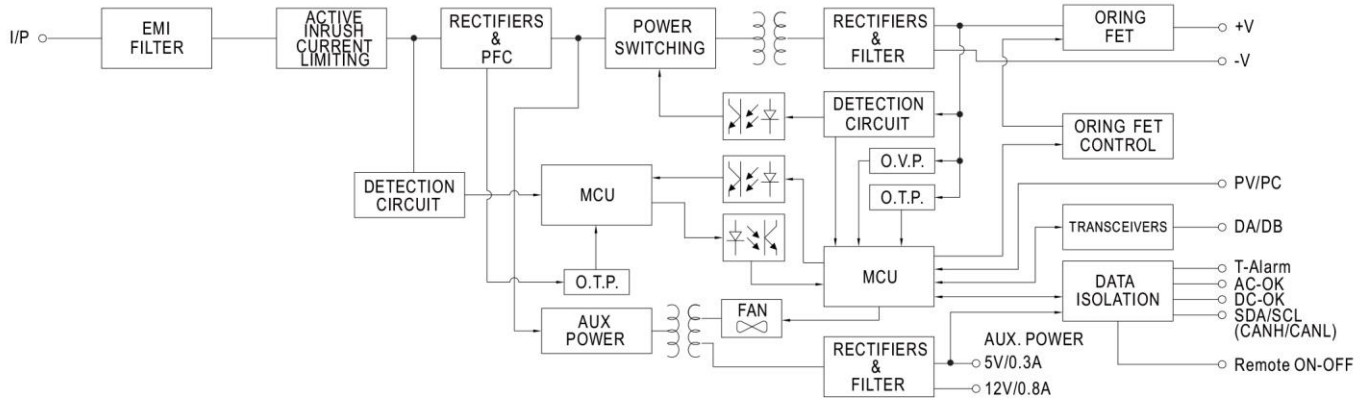 I/P
EMI
FILTER
ACTIVE
INRUSH
CURRENT
LIMITING
RECTIFIERS
&
PFC
POWER
SWITCHING
RECTIFIERS
&
FILTER
ORING
FET
+V
-V
DETECTION
CIRCUIT
ORING FET
CONTROL
O.V.P.
O.T.P.
DETECTION
CIRCUIT
MCU
PV/PC
TRANSCEIVERS
DA/DB
MCU
O.T.P.
DATA
ISOLATION
T-Alarm
AC-OK
DC-OK
SDA/SCL
(CANH/CANL)
AUX
POWER
FAN
RECTIFIERS
&
FILTER
AUX. POWER
5V/0.3A
12V/0.8A
Remote ON-OFF